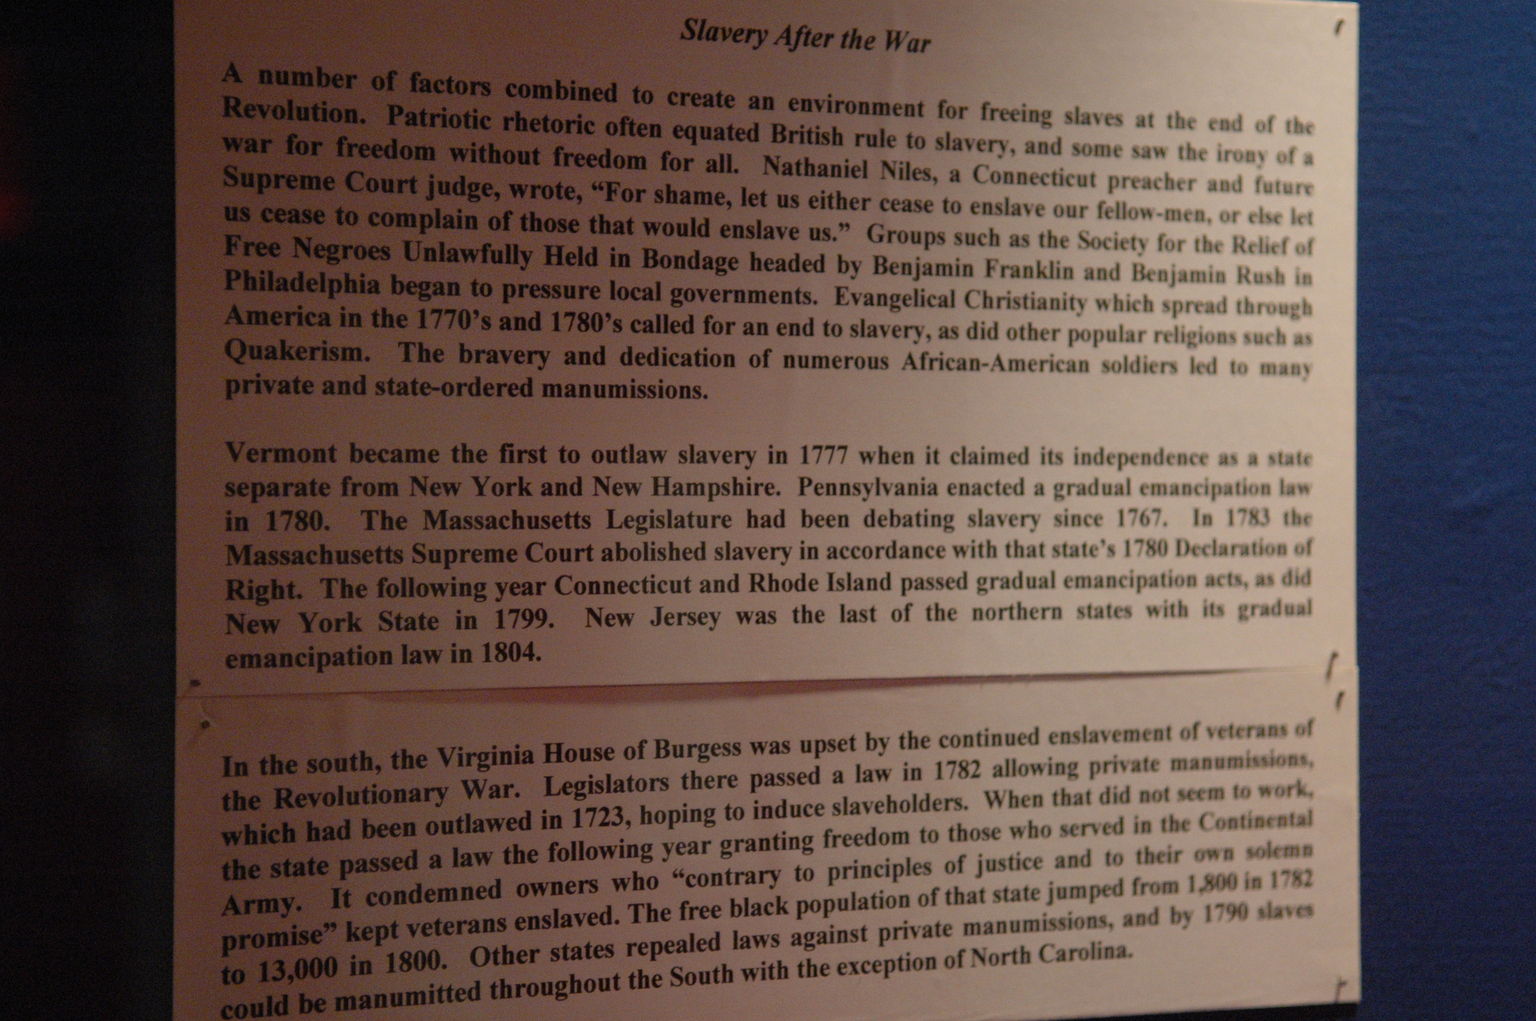 Slavery After the War
A number of factors combined to create an environment for freeing slaves at the end of the
Revolution. Patriotic rhetoric often equated British rule to slavery, and some saw the irony of a
war for freedom without freedom for all. Nathaniel Niles, a Connecticut preacher and future
Supreme Court judge, wrote, “For shame, let us either cease to enslave our fellow-men, or else let
us cease to complain of those that would enslave us.” Groups such as the Society for the Relief of
Free Negroes Unlawfully Held in Bondage headed by Benjamin Franklin and Benjamin Rush in
Philadelphia began to pressure local governments. Evangelical Christianity which spread through
America in the 1770’s and 1780’s called for an end to slavery, as did other popular religions such as
Quakerism. The bravery and dedication of numerous African-American soldiers led to many
private and state-ordered manumissions.
Vermont became the first to outlaw slavery in 1777 when it claimed its independence as a state
separate from New York and New Hampshire. Pennsylvania enacted a gradual emancipation law
in 1780. The Massachusetts Legislature had been debating slavery since 1767. In 1783 the
Massachusetts Supreme Court abolished slavery in accordance with that state’s 1780 Declaration of
Right. The following year Connecticut and Rhode Island passed gradual emancipation acts, as did
New York State in 1799. New Jersey was the last of the northern states with its gradual
emancipation law in 1804.
In the south, the Virginia House of Burgess was upset by the continued enslavement of veterans of
the Revolutionary War. Legislators there passed a law in 1782 allowing private manumissions,
which had been outlawed in 1723, hoping to induce slaveholders. When that did not seem to work,
the state passed a law the following year granting freedom to those who served in the Continental
Army. It condemned owners who “contrary to principles of justice and to their own solemn
promise” kept veterans enslaved. The free black population of that state jumped from 1,800 in 1782
to 13,000 in 1800. Other states repealed laws against private manumissions, and by 1790 slaves
could be manumitted throughout the South with the exception of North Carolina.